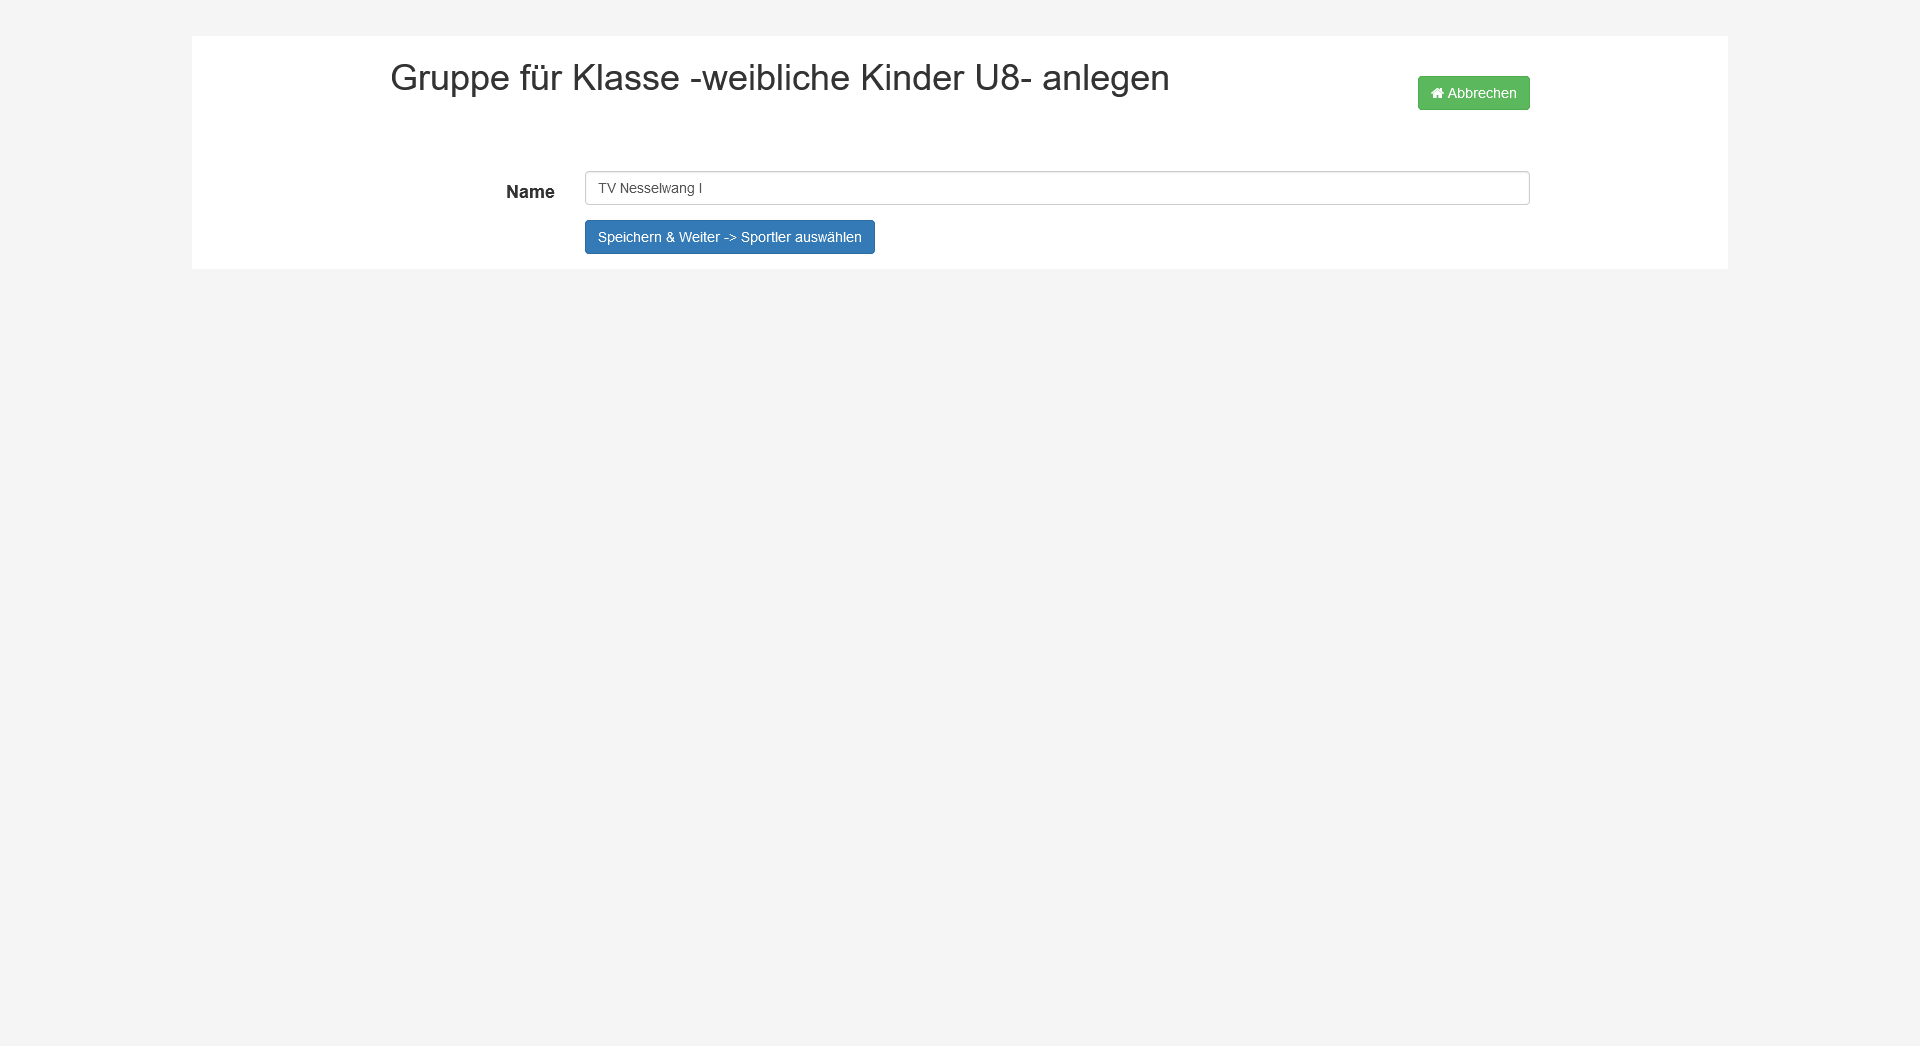 Gruppe für Klasse -weibliche Kinder U8- anlegen
Abbrechen
Name
TV Nesselwang I
Speichern & Weiter -> Sportler auswählen